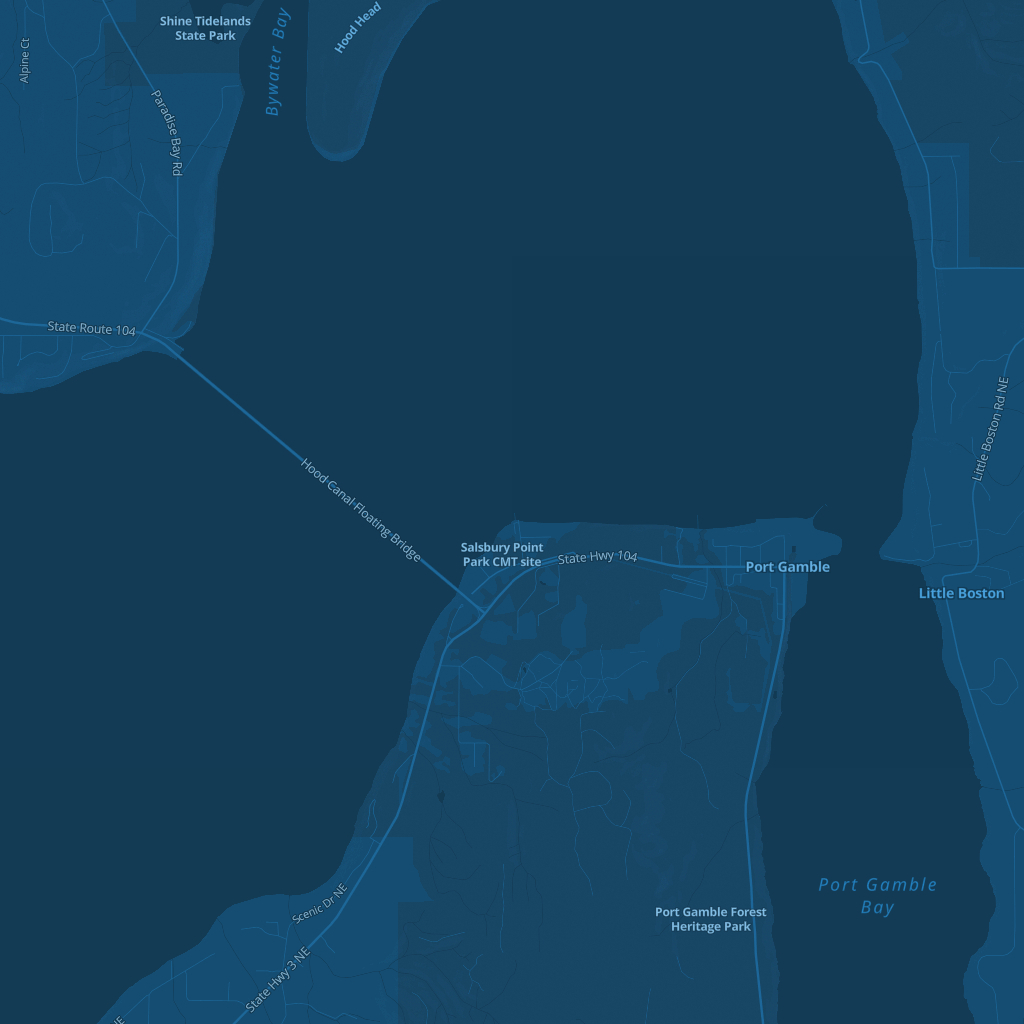 Shine Tidelands
State Park
Hood Head
Bywater Bay
Alpine Ct
Paradise Bay Rd
State Route 104
Little Boston Rd NE
Hood Canal Floating Bridge
Salsbury Point
Park CMT site
State Hwy 104
Port Gamble
Little Boston
Port Gamble
Bay
Scenic Dr NE
Port Gamble Forest
Heritage Park
State Hwy 3 NE
NE